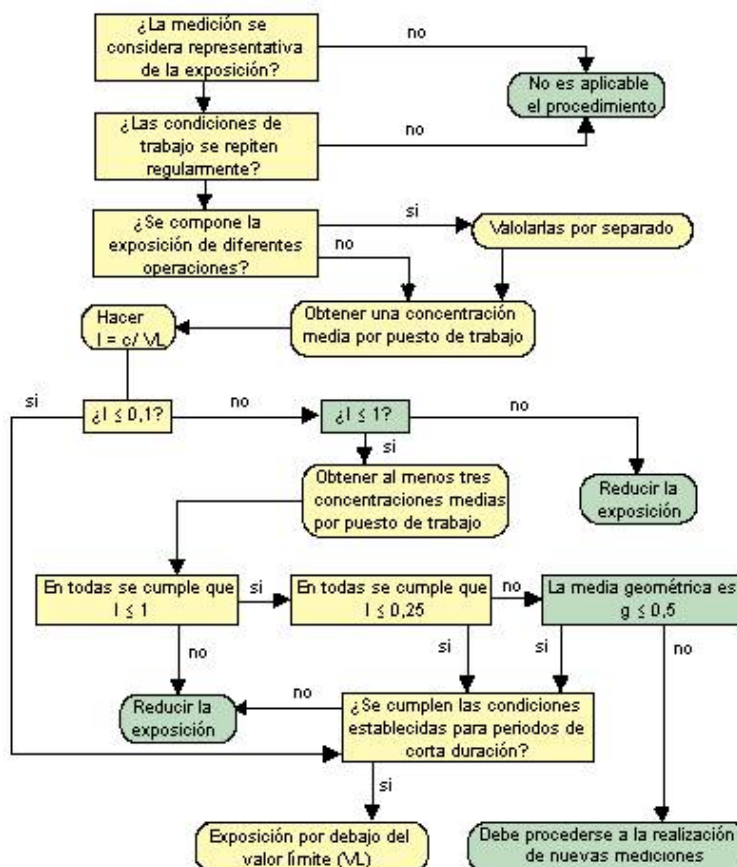 ¿La medición se
considera representativa
de la exposición?
no
No es aplicable
el procedimiento
¿Las condiciones de
trabajo se repiten
regularmente?
no
¿Se compone la
exposición de diferentes
operaciones?
si
no
Valolarlas por separado
Obtener una concentración
media por puesto de trabajo
Hacer
I = c/ VL
si
¿I ≤ 0,1?
no
¿I ≤ 1?
no
si
Reducir la
exposición
Obtener al menos tres
concentraciones medias
por puesto de trabajo
En todas se cumple que
I ≤ 1
si
En todas se cumple que
I ≤ 0,25
no
La media geométrica es
g ≤ 0,5
no
si
si
no
Reducir la
exposición
no
¿Se cumplen las condiciones
establecidas para periodos de
corta duración?
si
Exposición por debajo del
valor límite (VL)
Debe procederse a la realización
de nuevas mediciones